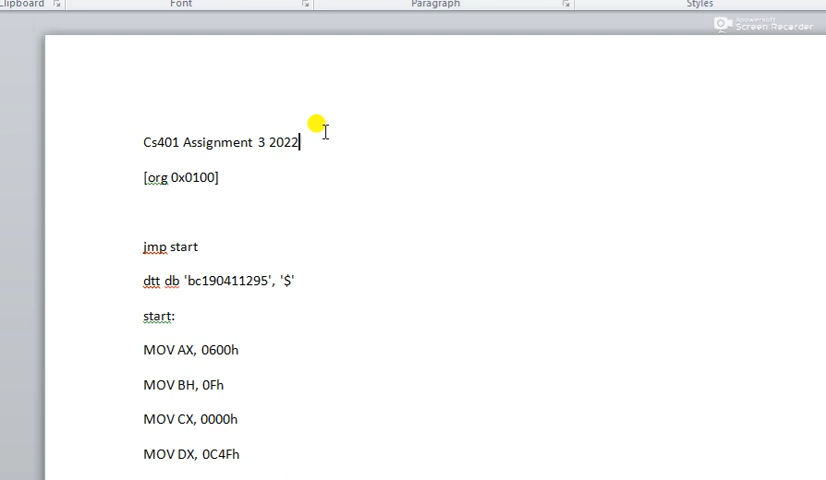 Clipboard Font Paragraph Styles
Apowersoft
Screen Recorder
Cs401 Assignment 3 2022
[org 0x0100]
jmp start
dtt db 'bc190411295', '$'
start:
MOV AX, 0600h
MOV BH, 0Fh
MOV CX, 0000h
MOV DX, 0C4Fh